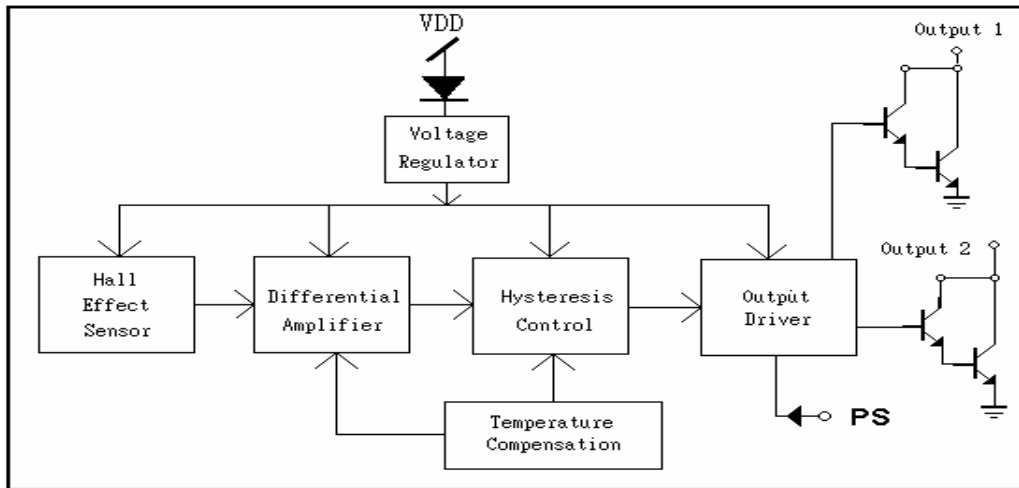 VDD
Output 1
Voltage
Regulator
Hall
Effect
Sensor
Differential
Amplifier
Hysteresis
Control
Output
Driver
Output 2
Temperature
Compensation
PS